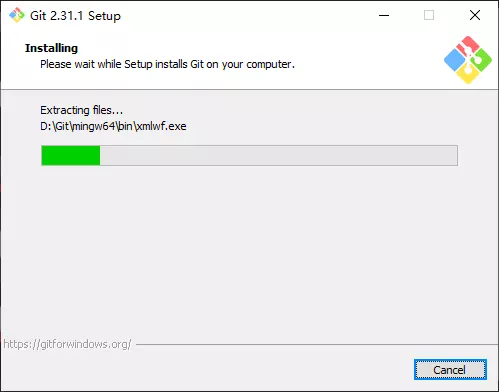 Git 2.31.1 Setup
Installing
Please wait while Setup installs Git on your computer.
Extracting files...
D:\Git\mingw64\bin\xmlwf.exe
https://gitforwindows.org/
Cancel